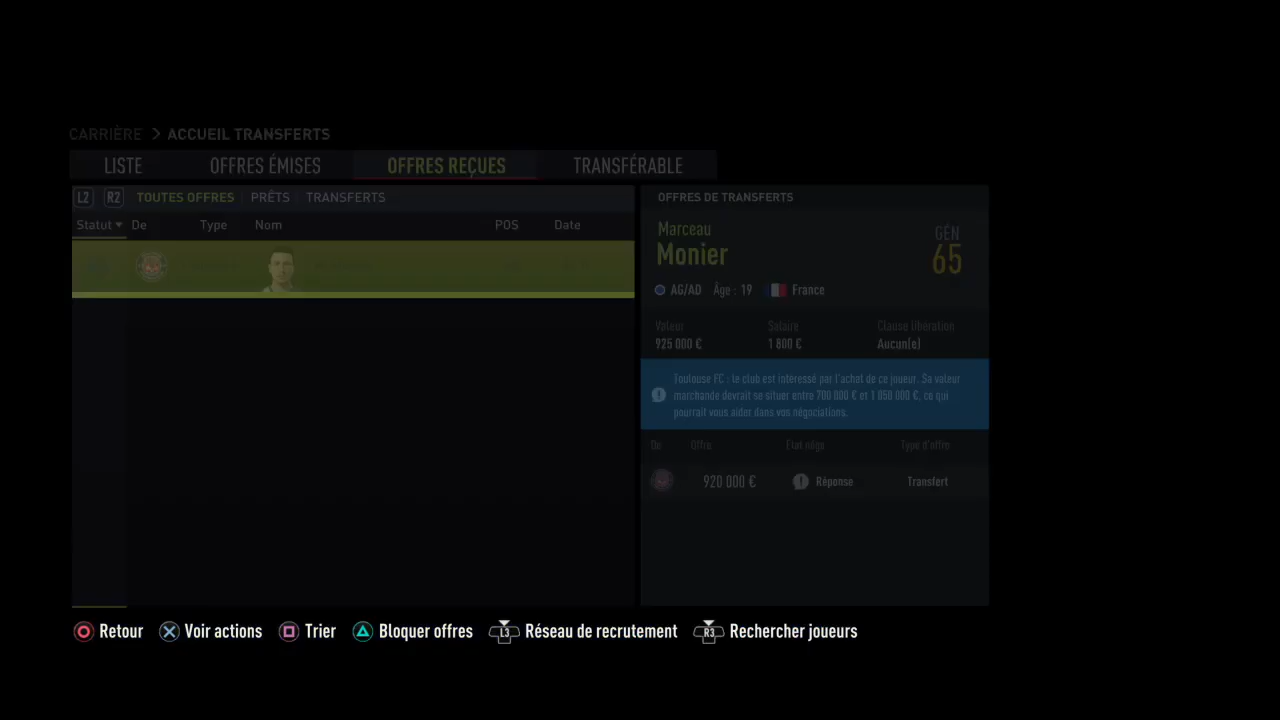 CARRIÈRE > ACCUEIL TRANSFERTS
LISTE OFFRES ÉMISES OFFRES REÇUES TRANSFÉRABLE
L2 R2 TOUTES OFFRES PRÊTS TRANSFERTS
Statut De Type Nom POS Date
OFFRES DE TRANSFERTS
Marceau
Monier
GÉN
65
AG/AD Âge : 19 France
Valeur Salaire Clause libération
925 000 € 1 800 € Aucun(e)
Toulouse FC : le club est intéressé par l'achat de ce joueur. Sa valeur
marchande devrait se situer entre 700 000 € et 1 050 000 €, ce qui
pourrait vous aider dans vos négociations.
De Offre État négo Type d'offre
920 000 € Réponse Transfert
Retour Voir actions Trier Bloquer offres L3 Réseau de recrutement R3 Rechercher joueurs